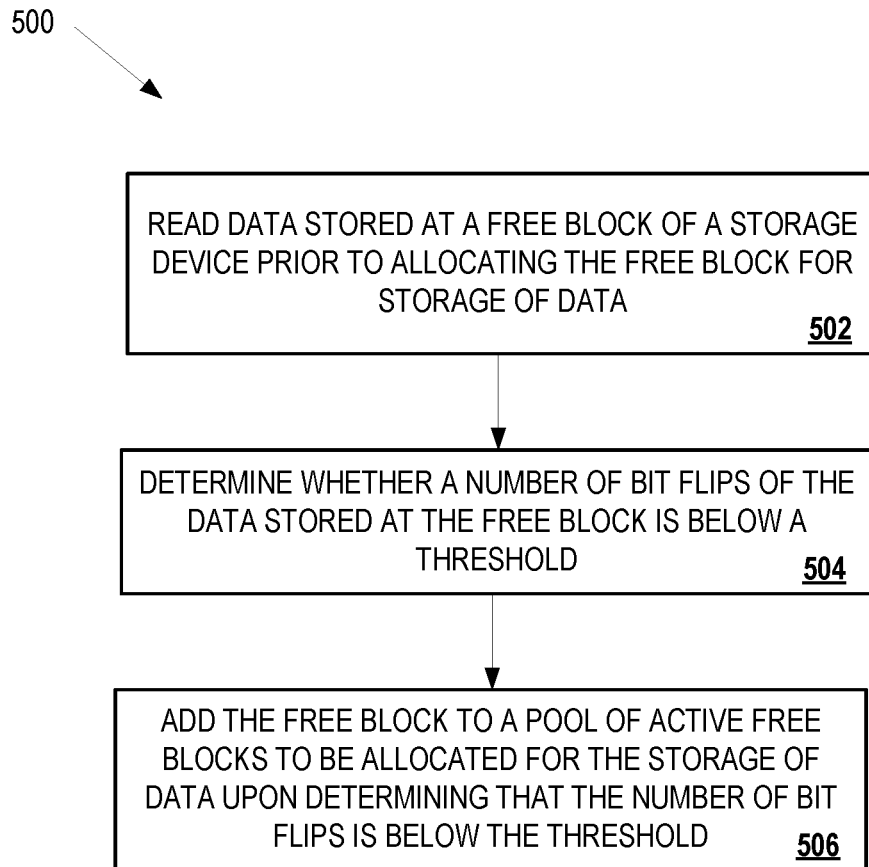 500
READ DATA STORED AT A FREE BLOCK OF A STORAGE
DEVICE PRIOR TO ALLOCATING THE FREE BLOCK FOR
STORAGE OF DATA
502
DETERMINE WHETHER A NUMBER OF BIT FLIPS OF THE
DATA STORED AT THE FREE BLOCK IS BELOW A
THRESHOLD
504
ADD THE FREE BLOCK TO A POOL OF ACTIVE FREE
BLOCKS TO BE ALLOCATED FOR THE STORAGE OF
DATA UPON DETERMINING THAT THE NUMBER OF BIT
FLIPS IS BELOW THE THRESHOLD
506